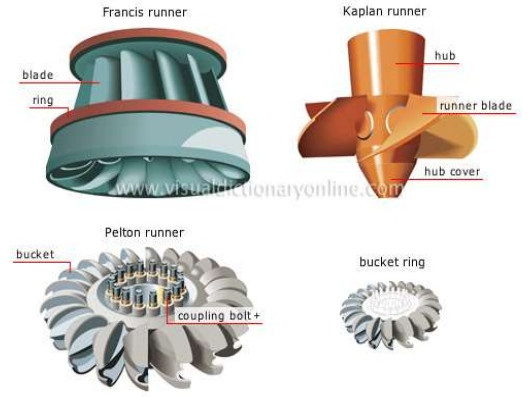 Francis runner
Kaplan runner
blade
ring
hub
runner blade
hub cover
www.visualdictionaryonline.com
Pelton runner
bucket
coupling bolt+
bucket ring